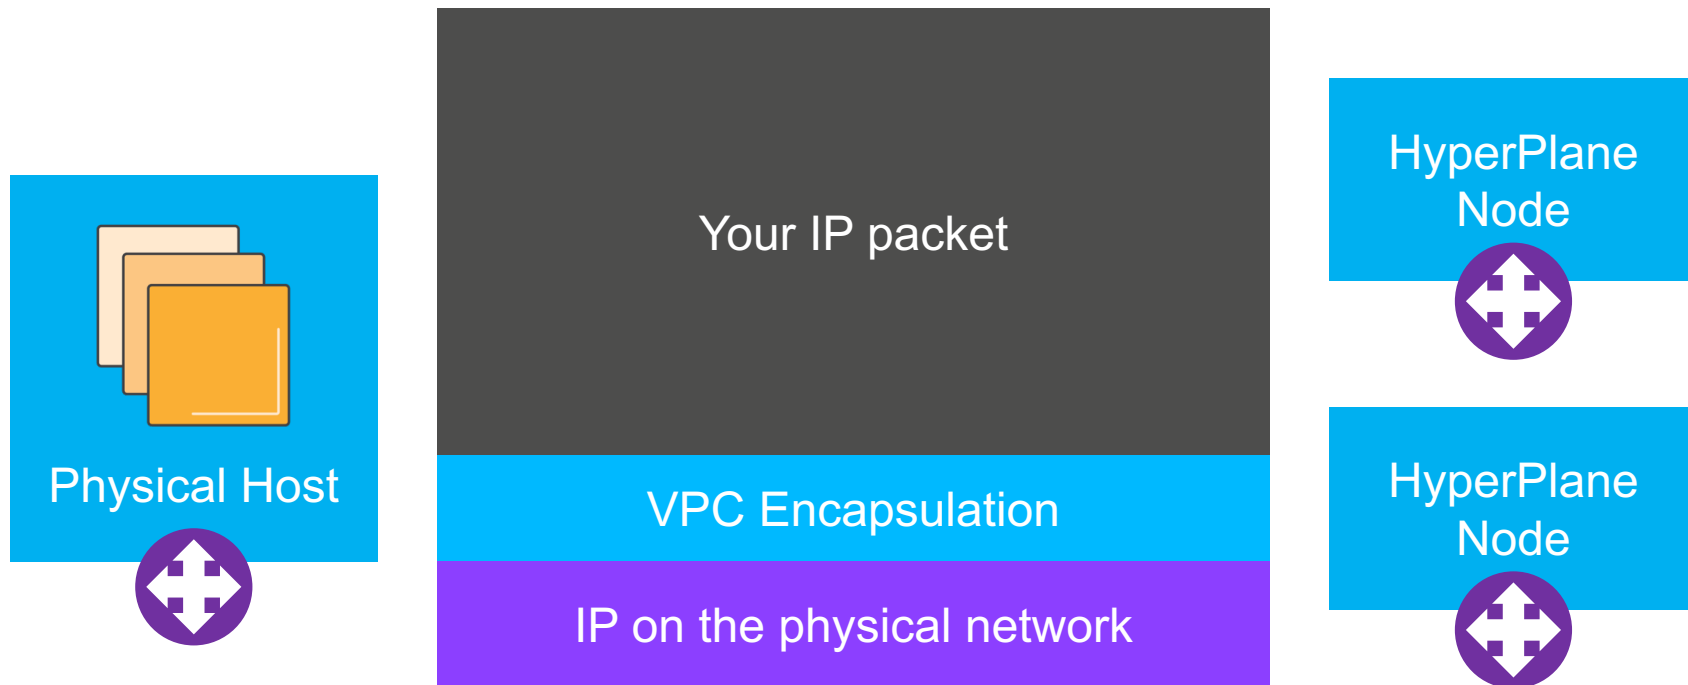 Physical Host
Your IP packet
VPC Encapsulation
IP on the physical network
HyperPlane
Node
HyperPlane
Node